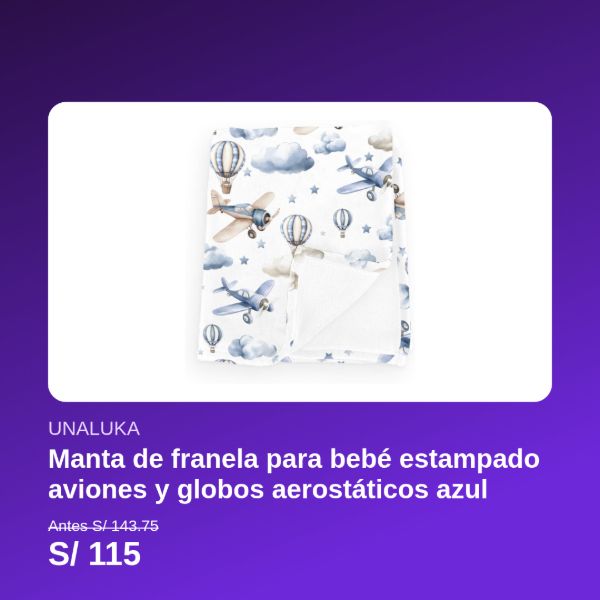 UNALUKA
Manta de franela para bebé estampado
aviones y globos aerostáticos azul
Antes S/ 143.75
S/ 115